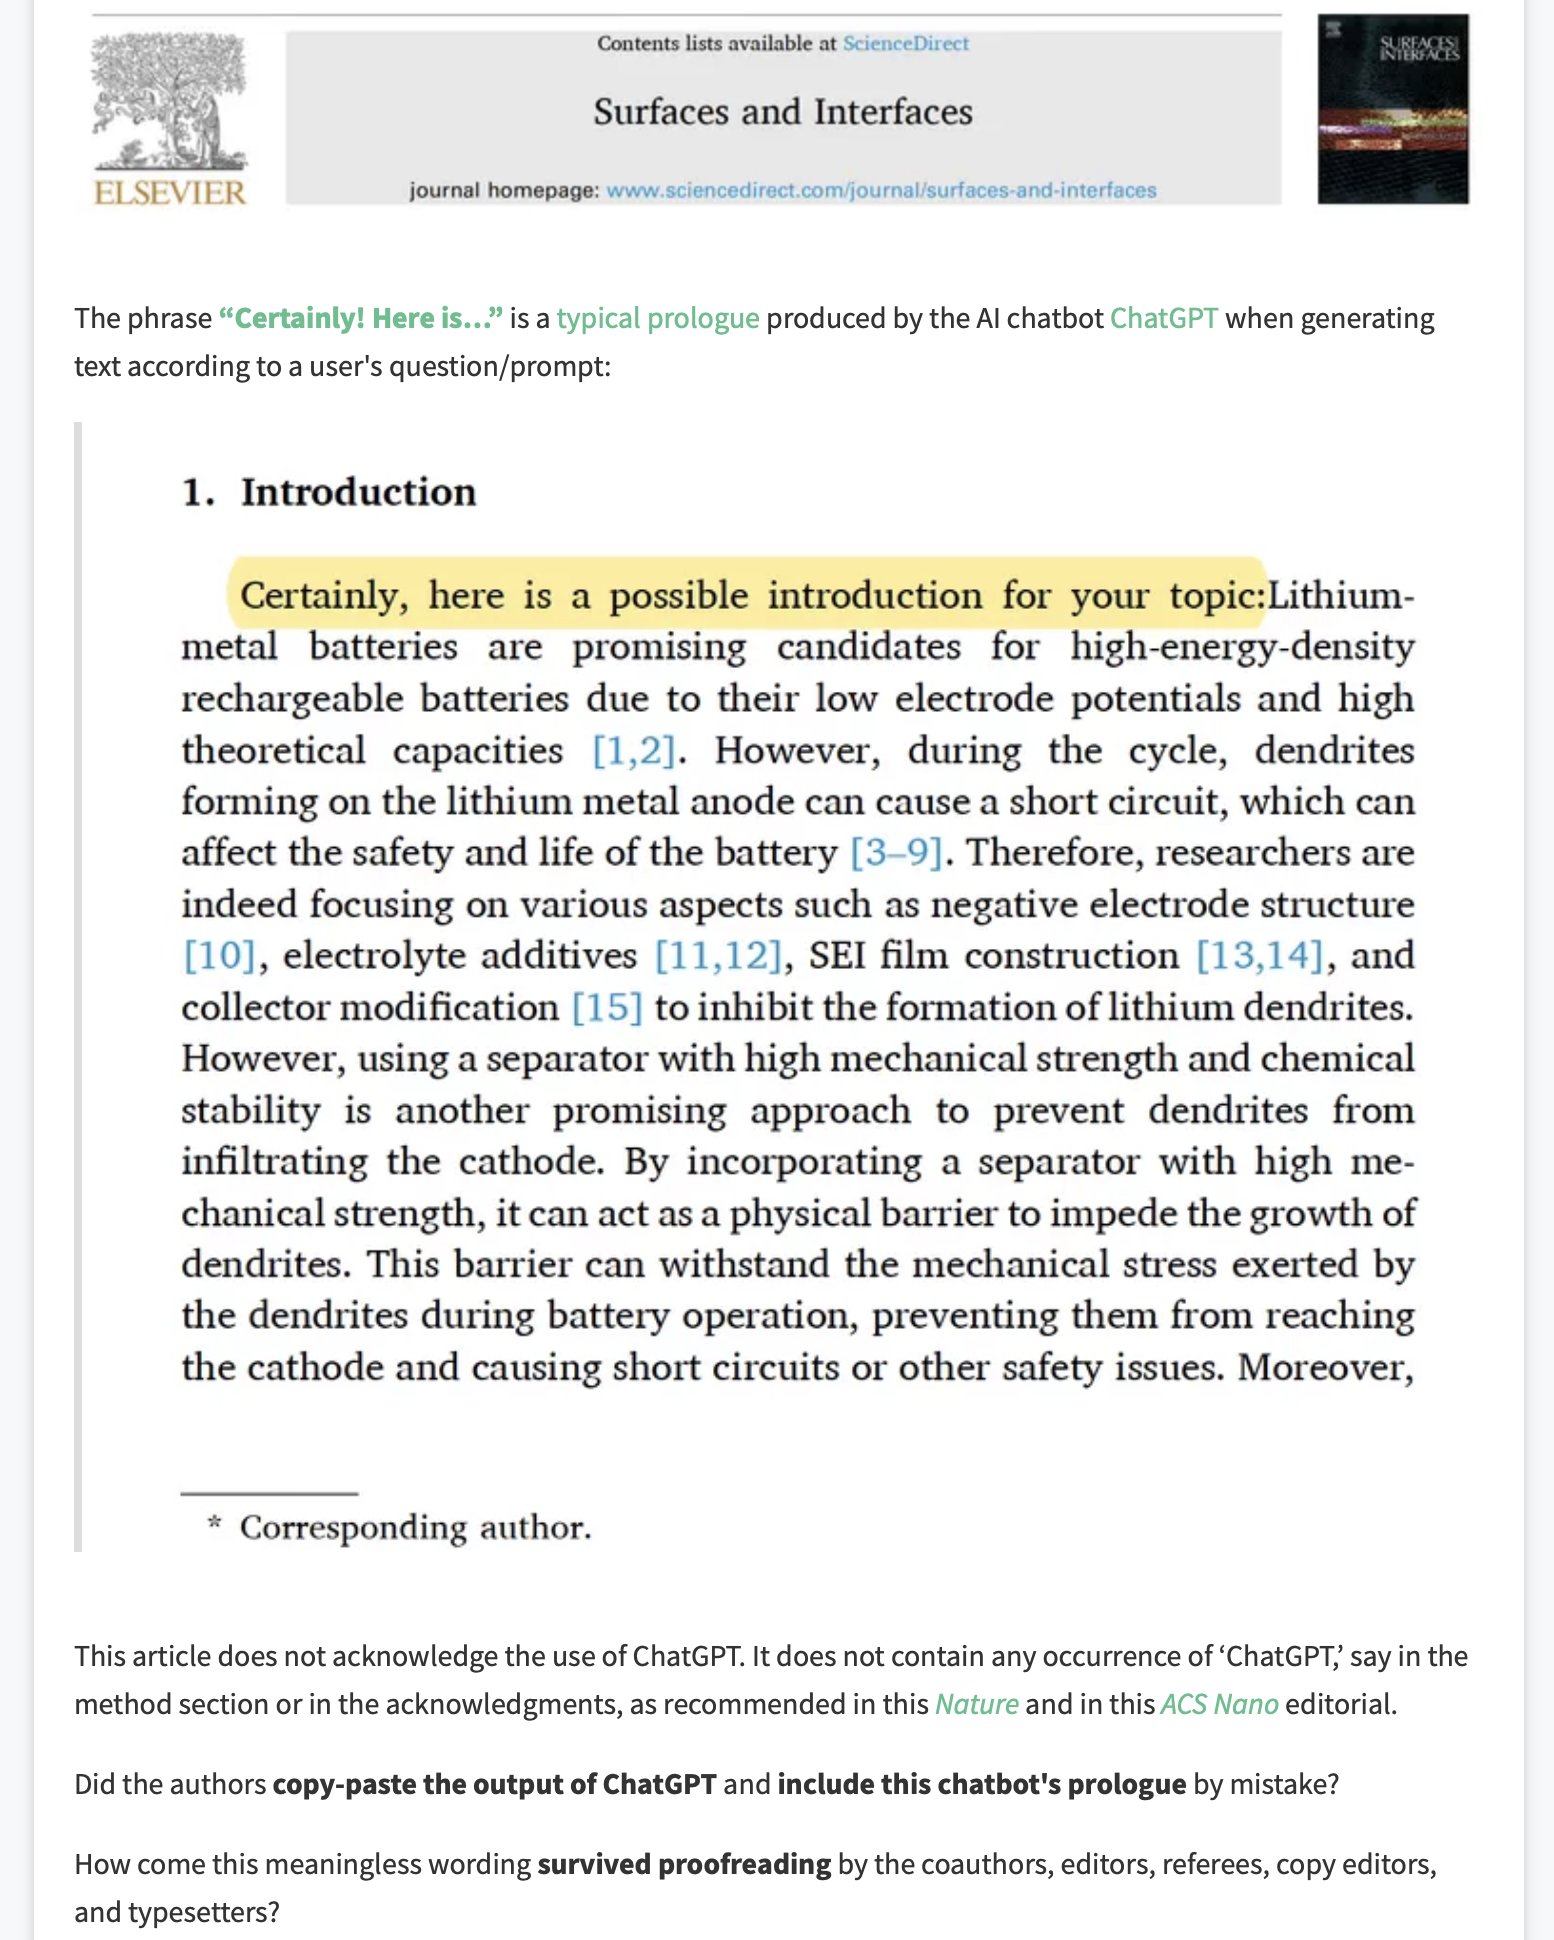 Contents lists available at ScienceDirect
Surfaces and Interfaces
journal homepage: www.sciencedirect.com/journal/surfaces-and-interfaces
ELSEVIER
SURFACES
INTERFACES
The phrase “Certainly! Here is...” is a typical prologue produced by the AI chatbot ChatGPT when generating
text according to a user's question/prompt:
1. Introduction
Certainly, here is a possible introduction for your topic:Lithium-
metal batteries are promising candidates for high-energy-density
rechargeable batteries due to their low electrode potentials and high
theoretical capacities [1,2]. However, during the cycle, dendrites
forming on the lithium metal anode can cause a short circuit, which can
affect the safety and life of the battery [3–9]. Therefore, researchers are
indeed focusing on various aspects such as negative electrode structure
[10], electrolyte additives [11,12], SEI film construction [13,14], and
collector modification [15] to inhibit the formation of lithium dendrites.
However, using a separator with high mechanical strength and chemical
stability is another promising approach to prevent dendrites from
infiltrating the cathode. By incorporating a separator with high me-
chanical strength, it can act as a physical barrier to impede the growth of
dendrites. This barrier can withstand the mechanical stress exerted by
the dendrites during battery operation, preventing them from reaching
the cathode and causing short circuits or other safety issues. Moreover,
* Corresponding author.
This article does not acknowledge the use of ChatGPT. It does not contain any occurrence of ‘ChatGPT,’ say in the
method section or in the acknowledgments, as recommended in this Nature and in this ACS Nano editorial.
Did the authors copy-paste the output of ChatGPT and include this chatbot's prologue by mistake?
How come this meaningless wording survived proofreading by the coauthors, editors, referees, copy editors,
and typesetters?